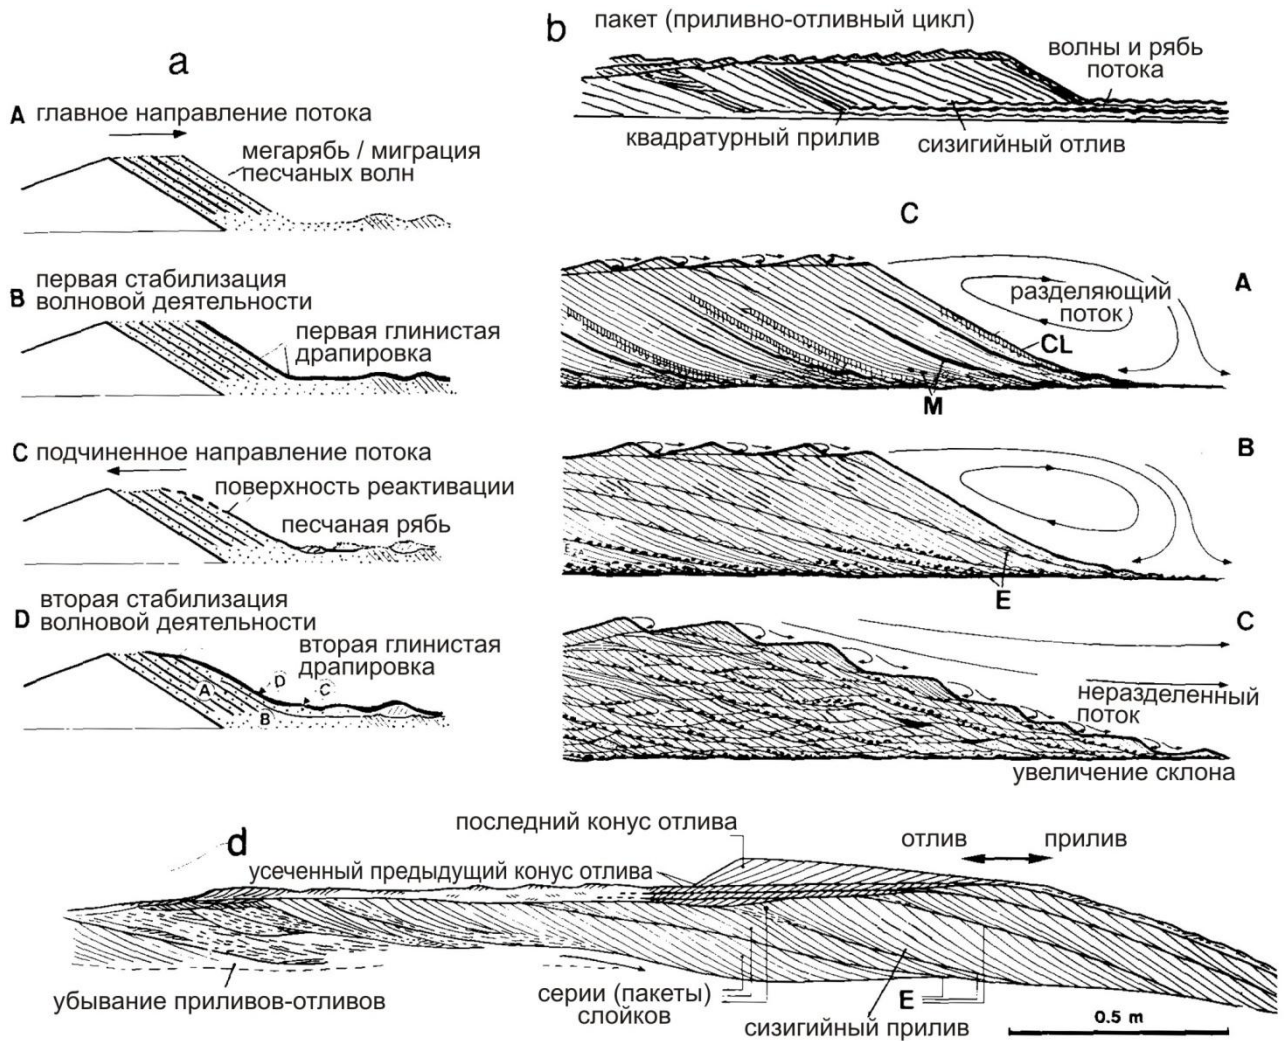 a
A главное направление потока
мегарябь / миграция
песчаных волн
B первая стабилизация
волновой деятельности
первая глинистая
драпировка
C подчиненное направление потока
поверхность реактивации
песчаная рябь
D вторая стабилизация
волновой деятельности
вторая глинистая
драпировка
A
D
C
B
b
пакет (приливно-отливный цикл)
волны и рябь
потока
квадратурный прилив
сизигийный отлив
C
A
разделяющий
поток
CL
M
B
E
C
неразделенный
поток
увеличение склона
d
последний конус отлива
отлив
прилив
усеченный предыдущий конус отлива
убывание приливов-отливов
серии (пакеты)
слойков
E
сизигийный прилив
0.5 m